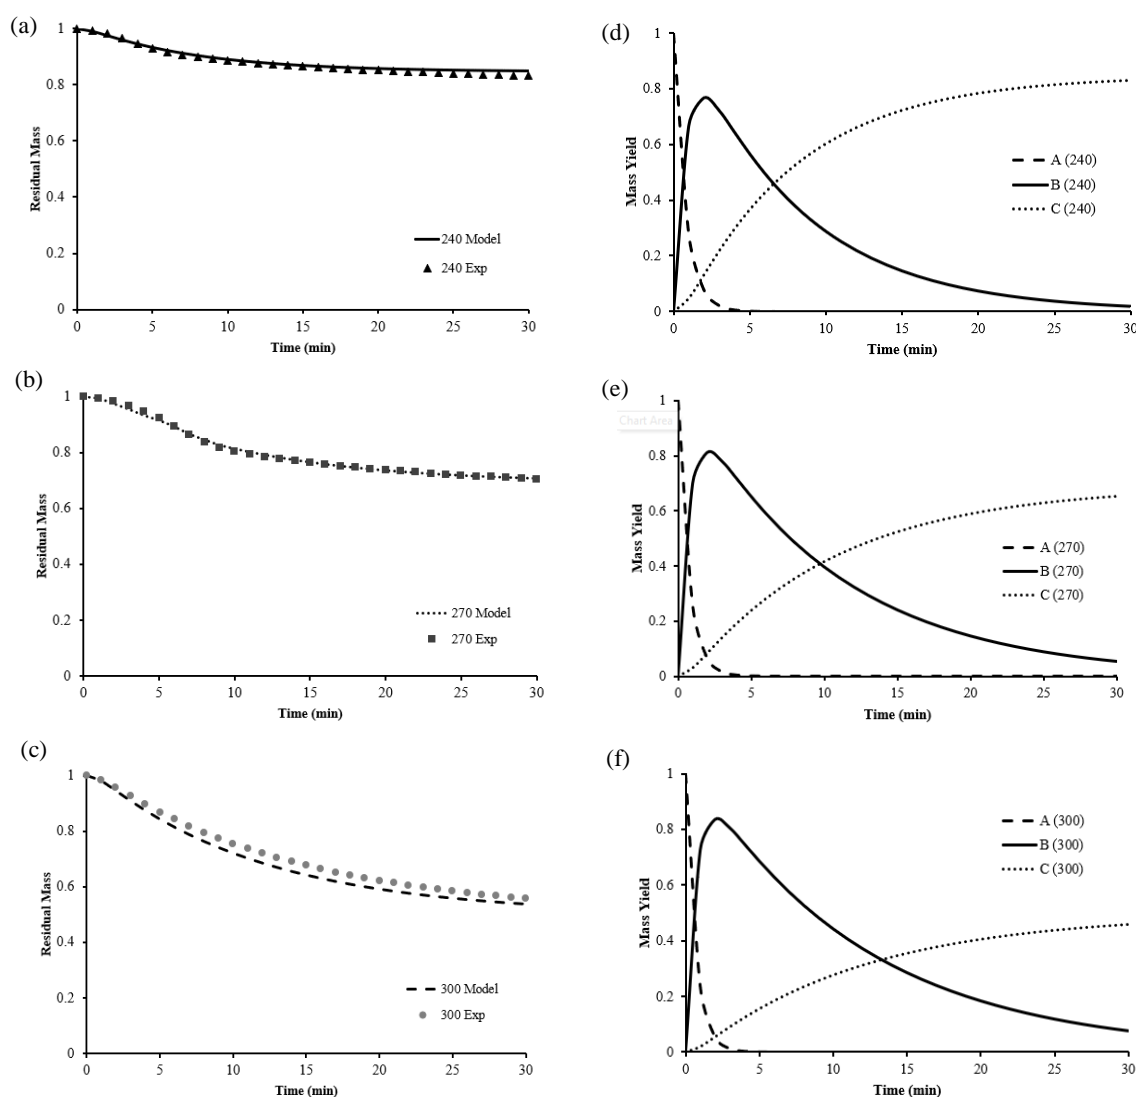 (a)
1
0.8
0.6
0.4
0.2
0
Residual Mass
240 Model
240 Exp
0 5 10 15 20 25 30
Time (min)
(d)
1
0.8
0.6
0.4
0.2
0
Mass Yield
A (240)
B (240)
C (240)
0 5 10 15 20 25 30
Time (min)
(b)
1
0.8
0.6
0.4
0.2
0
Residual Mass
270 Model
270 Exp
0 5 10 15 20 25 30
Time (min)
(e)
Chart Area
1
0.8
0.6
0.4
0.2
0
Mass Yield
A (270)
B (270)
C (270)
0 5 10 15 20 25 30
Time (min)
(c)
1
0.8
0.6
0.4
0.2
0
Residual Mass
300 Model
300 Exp
0 5 10 15 20 25 30
Time (min)
(f)
1
0.8
0.6
0.4
0.2
0
Mass Yield
A (300)
B (300)
C (300)
0 5 10 15 20 25 30
Time (min)